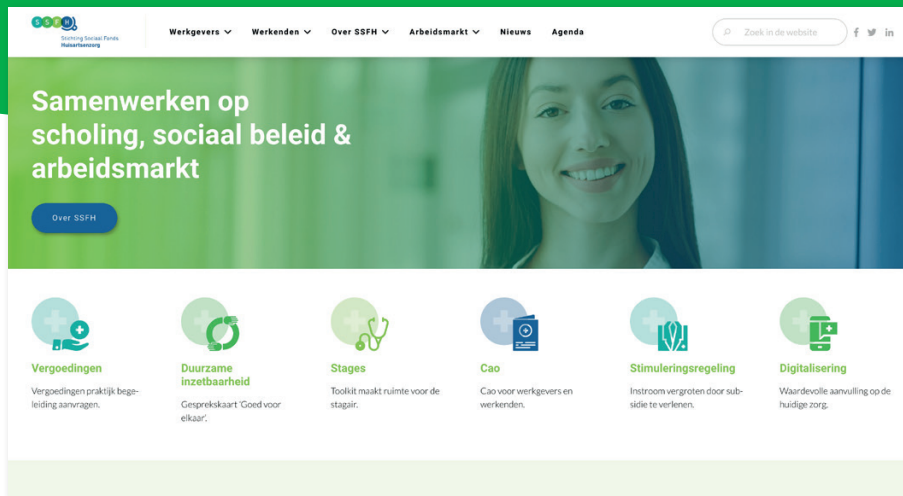 SSFH
Stichting Sociaal Fonds
Huisartsenzorg
Werkgevers
Werkenden
Over SSFH
Arbeidsmarkt
Nieuws
Agenda
Zoek in de website
Samenwerken op
scholing, sociaal beleid &
arbeidsmarkt
Over SSFH
Vergoedingen
Vergoedingen praktijk bege-
leiding aanvragen.
Duurzame
inzetbaarheid
Gesprekskaart 'Goed voor
elkaar'.
Stages
Toolkit maakt ruimte voor de
stagair.
Cao
Cao voor werkgevers en
werkenden.
Stimuleringsregeling
Instroom vergroten door sub-
sidie te verlenen.
Digitalisering
Waardevolle aanvulling op de
huidige zorg.